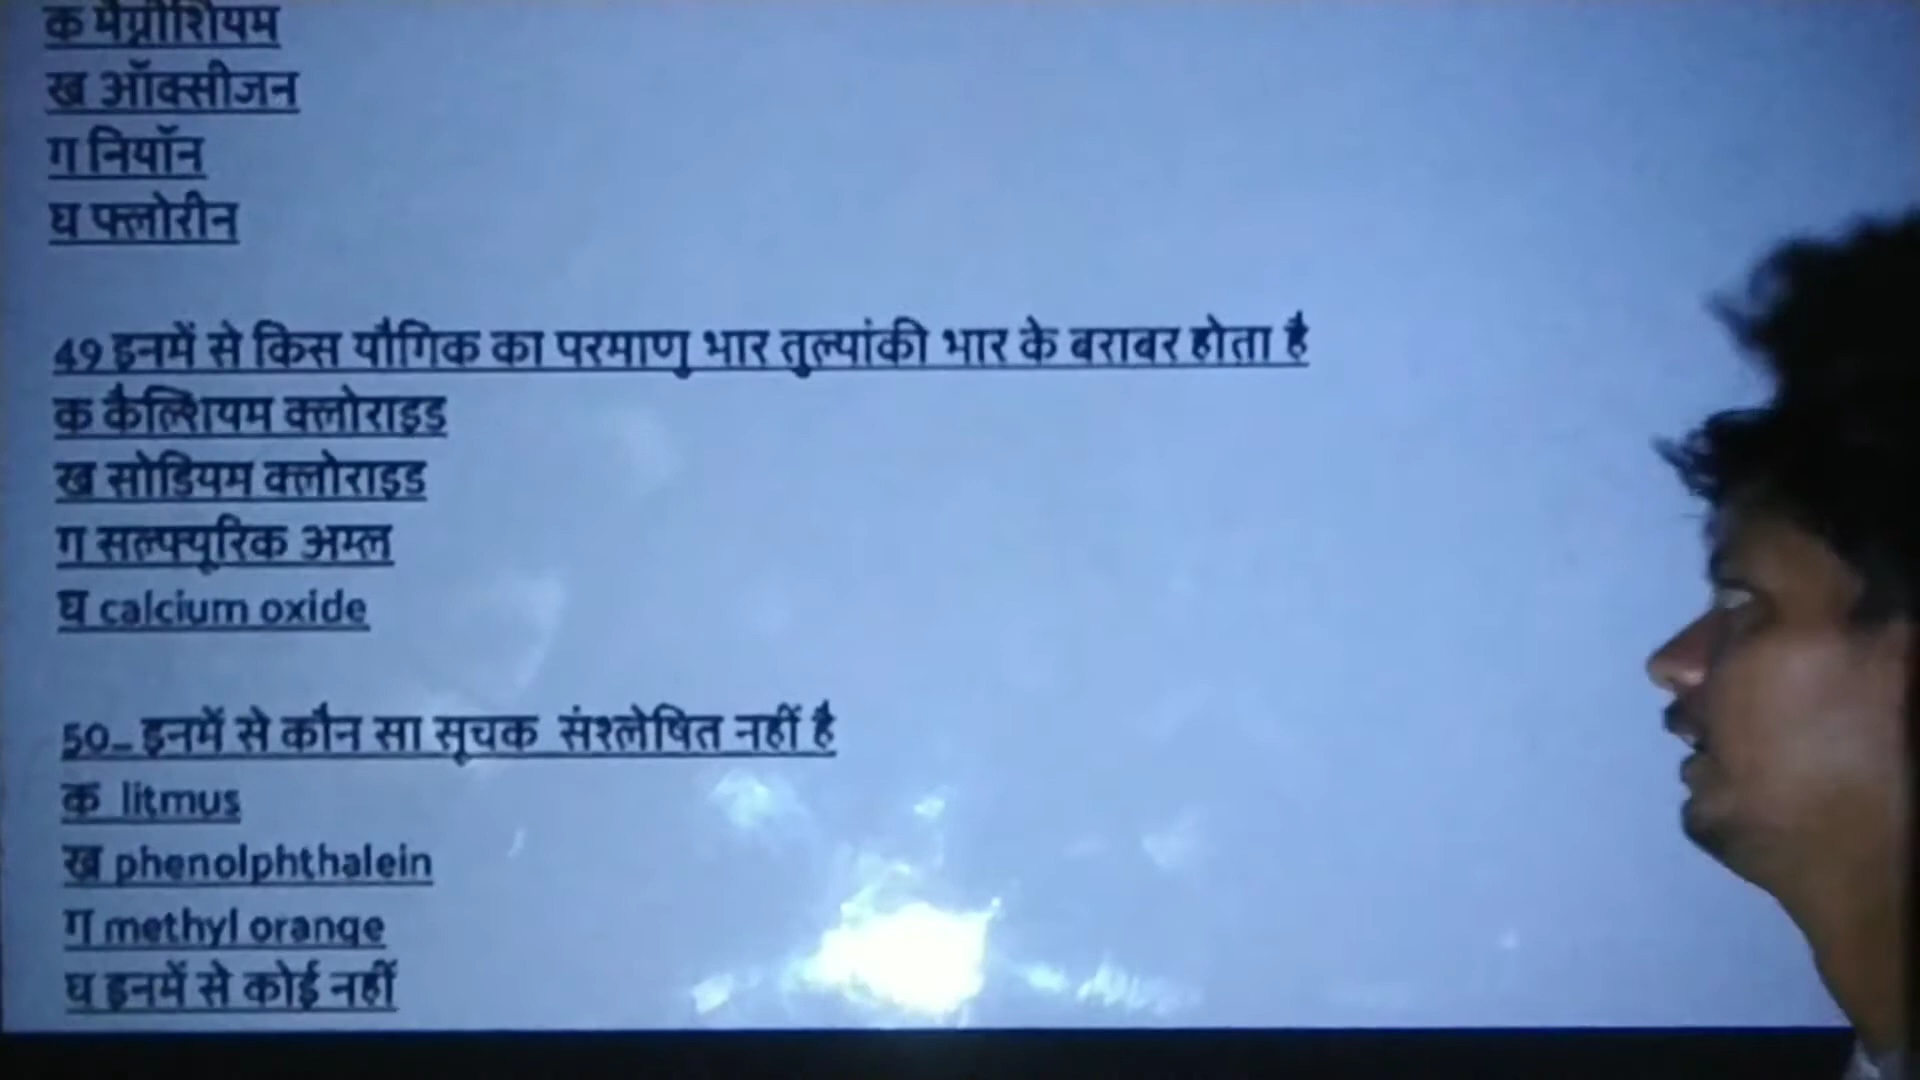 क मैग्नीशियम
ख ऑक्सीजन
ग नियॉन
घ फ्लोरीन
49 इनमें से किस यौगिक का परमाणु भार तुल्यांकी भार के बराबर होता है
क कैल्शियम क्लोराइड
ख सोडियम क्लोराइड
ग सल्फ्यूरिक अम्ल
घ calcium oxide
50_ इनमें से कौन सा सूचक संश्लेषित नहीं है
क litmus
ख phenolphthalein
ग methyl orange
घ इनमें से कोई नहीं